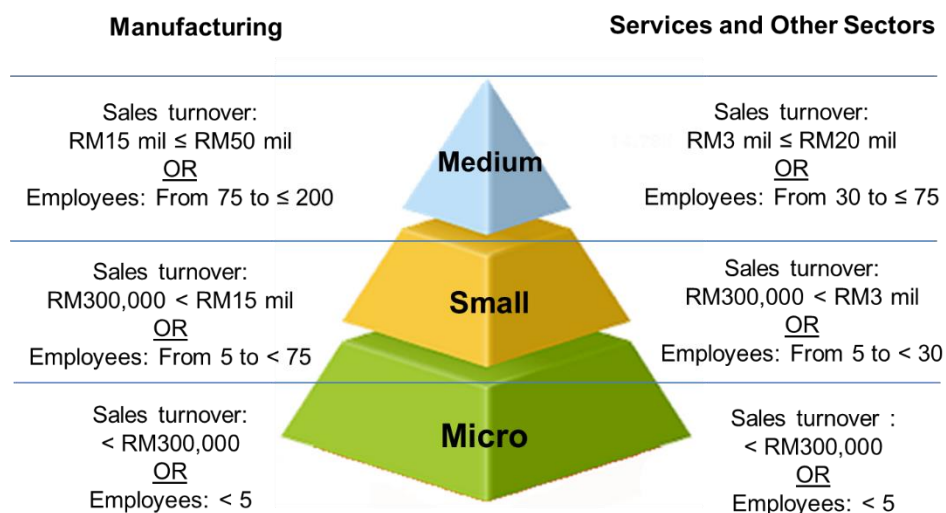 Manufacturing
Services and Other Sectors
Sales turnover:
RM15 mil ≤ RM50 mil
OR
Employees: From 75 to ≤ 200
Medium
Sales turnover:
RM3 mil ≤ RM20 mil
OR
Employees: From 30 to ≤ 75
Sales turnover:
RM300,000 < RM15 mil
OR
Employees: From 5 to < 75
Small
Sales turnover:
RM300,000 < RM3 mil
OR
Employees: From 5 to < 30
Sales turnover:
< RM300,000
OR
Employees: < 5
Micro
Sales turnover :
< RM300,000
OR
Employees: < 5